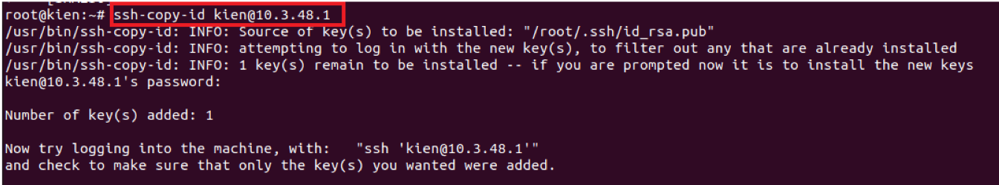 root@kien:~# ssh-copy-id kien@10.3.48.1
/usr/bin/ssh-copy-id: INFO: Source of key(s) to be installed: "/root/.ssh/id_rsa.pub"
/usr/bin/ssh-copy-id: INFO: attempting to log in with the new key(s), to filter out any that are already installed
/usr/bin/ssh-copy-id: INFO: 1 key(s) remain to be installed -- if you are prompted now it is to install the new keys
kien@10.3.48.1's password:
Number of key(s) added: 1
Now try logging into the machine, with:   "ssh 'kien@10.3.48.1'"
and check to make sure that only the key(s) you wanted were added.